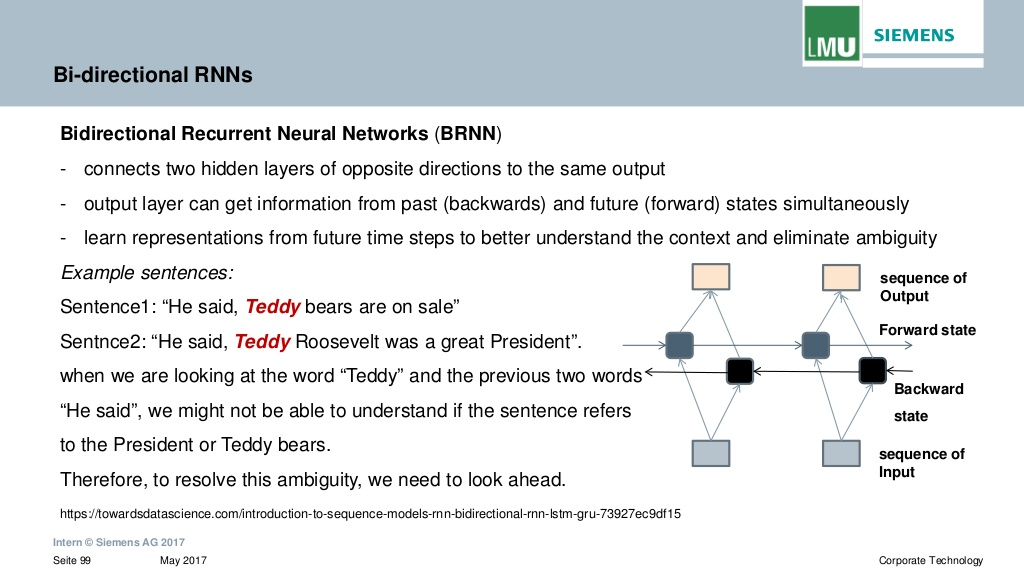 LMU
SIEMENS
Bi-directional RNNs
Bidirectional Recurrent Neural Networks (BRNN)
- connects two hidden layers of opposite directions to the same output
- output layer can get information from past (backwards) and future (forward) states simultaneously
- learn representations from future time steps to better understand the context and eliminate ambiguity
Example sentences:
Sentence1: “He said, Teddy bears are on sale”
Sentnce2: “He said, Teddy Roosevelt was a great President”.
when we are looking at the word “Teddy” and the previous two words
“He said”, we might not be able to understand if the sentence refers
to the President or Teddy bears.
Therefore, to resolve this ambiguity, we need to look ahead.
sequence of
Output
Forward state
Backward
state
sequence of
Input
https://towardsdatascience.com/introduction-to-sequence-models-rnn-bidirectional-rnn-lstm-gru-73927ec9df15
Intern © Siemens AG 2017
Seite 99 May 2017 Corporate Technology